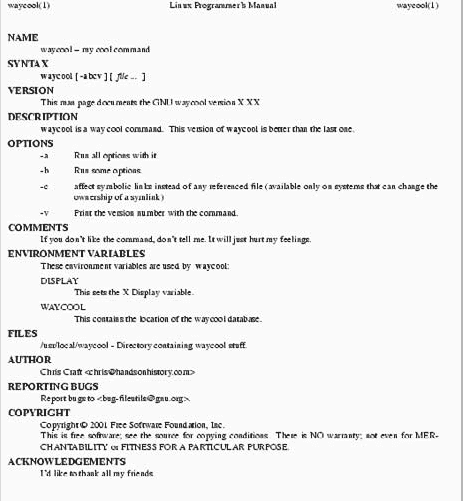 waycool(1) Linux Programmer's Manual waycool(1)
NAME
waycool – my cool command
SYNTAX
waycool [ -abcv ] [ file ... ]
VERSION
This man page documents the GNU waycool version X.XX
DESCRIPTION
waycool is a way cool command. This version of waycool is better than the last one.
OPTIONS
-a Run all options with it
-b Run some options.
-c affect symbolic links instead of any referenced file (available only on systems that can change the
ownership of a symlink)
-v Print the version number with the command.
COMMENTS
If you don't like the command, don't tell me. It will just hurt my feelings.
ENVIRONMENT VARIABLES
These environment variables are used by waycool:
DISPLAY
This sets the X Display variable.
WAYCOOL
This contains the location of the waycool database.
FILES
/usr/local/waycool - Directory containing waycool stuff.
AUTHOR
Chris Craft <chris@handsonhistory.com>
REPORTING BUGS
Report bugs to <bug-fileutils@gnu.org>.
COPYRIGHT
Copyright © 2001 Free Software Foundation, Inc.
This is free software; see the source for copying conditions. There is NO warranty; not even for MER-
CHANTABILITY or FITNESS FOR A PARTICULAR PURPOSE.
ACKNOWLEDGEMENTS
I'd like to thank all my friends.